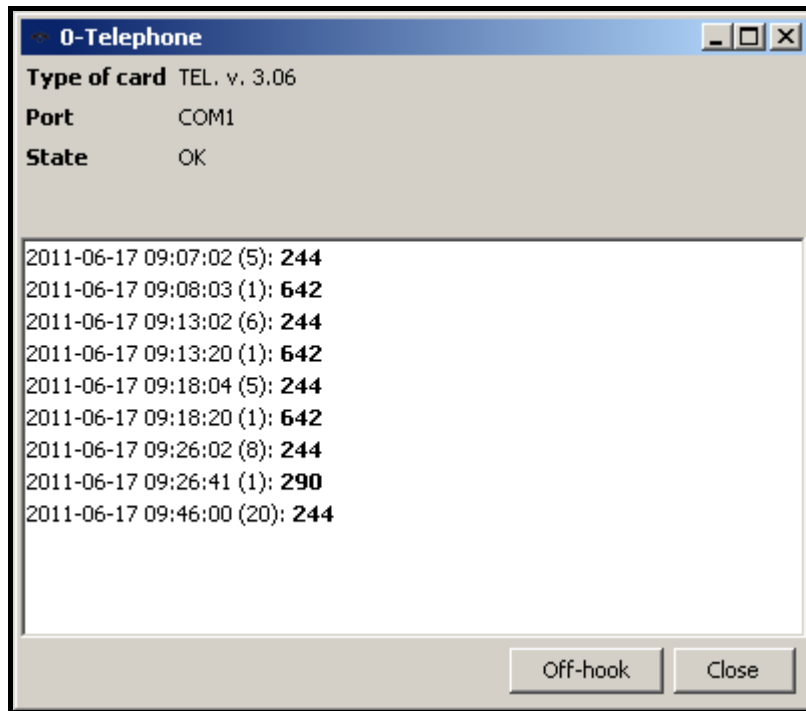 0-Telephone
Type of card TEL. v. 3.06
Port COM1
State OK
2011-06-17 09:07:02 (5): 244
2011-06-17 09:08:03 (1): 642
2011-06-17 09:13:02 (6): 244
2011-06-17 09:13:20 (1): 642
2011-06-17 09:18:04 (5): 244
2011-06-17 09:18:20 (1): 642
2011-06-17 09:26:02 (8): 244
2011-06-17 09:26:41 (1): 290
2011-06-17 09:46:00 (20): 244
Off-hook Close